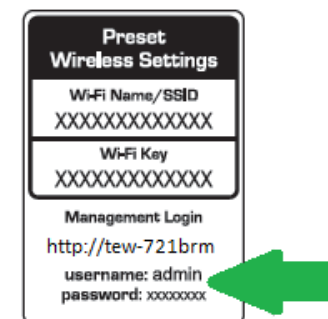 Preset
Wireless Settings
Wi-Fi Name/SSID
XXXXXXXXXXXXX
Wi-Fi Key
XXXXXXXXXXXXX
Management Login
http://tew-721brm
username: admin
password: xxxxxxxx